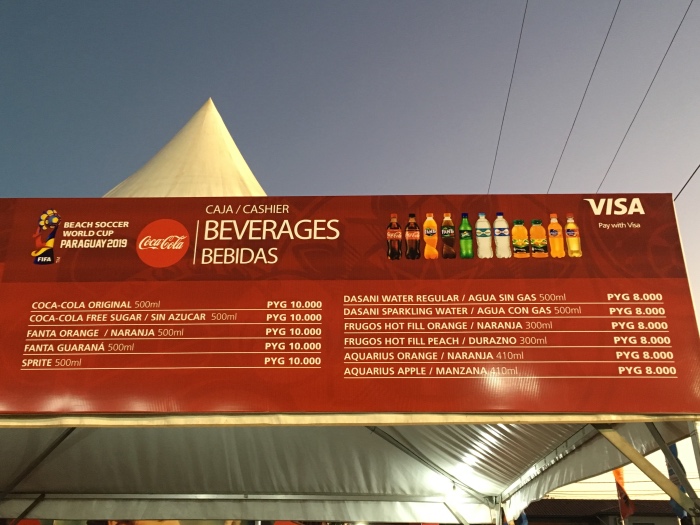 CAJA / CASHIER
BEVERAGES
BEBIDAS
BEACH SOCCER
WORLD CUP
PARAGUAY 2019
FIFA
Coca-Cola
VISA
Pay with Visa
COCA-COLA ORIGINAL 500ml PYG 10.000
COCA-COLA FREE SUGAR / SIN AZUCAR 500ml PYG 10.000
FANTA ORANGE / NARANJA 500ml PYG 10.000
FANTA GUARANÁ 500ml PYG 10.000
SPRITE 500ml PYG 10.000
DASANI WATER REGULAR / AGUA SIN GAS 500ml PYG 8.000
DASANI SPARKLING WATER / AGUA CON GAS 500ml PYG 8.000
FRUGOS HOT FILL ORANGE / NARANJA 300ml PYG 8.000
FRUGOS HOT FILL PEACH / DURAZNO 300ml PYG 8.000
AQUARIUS ORANGE / NARANJA 410ml PYG 8.000
AQUARIUS APPLE / MANZANA 410ml PYG 8.000